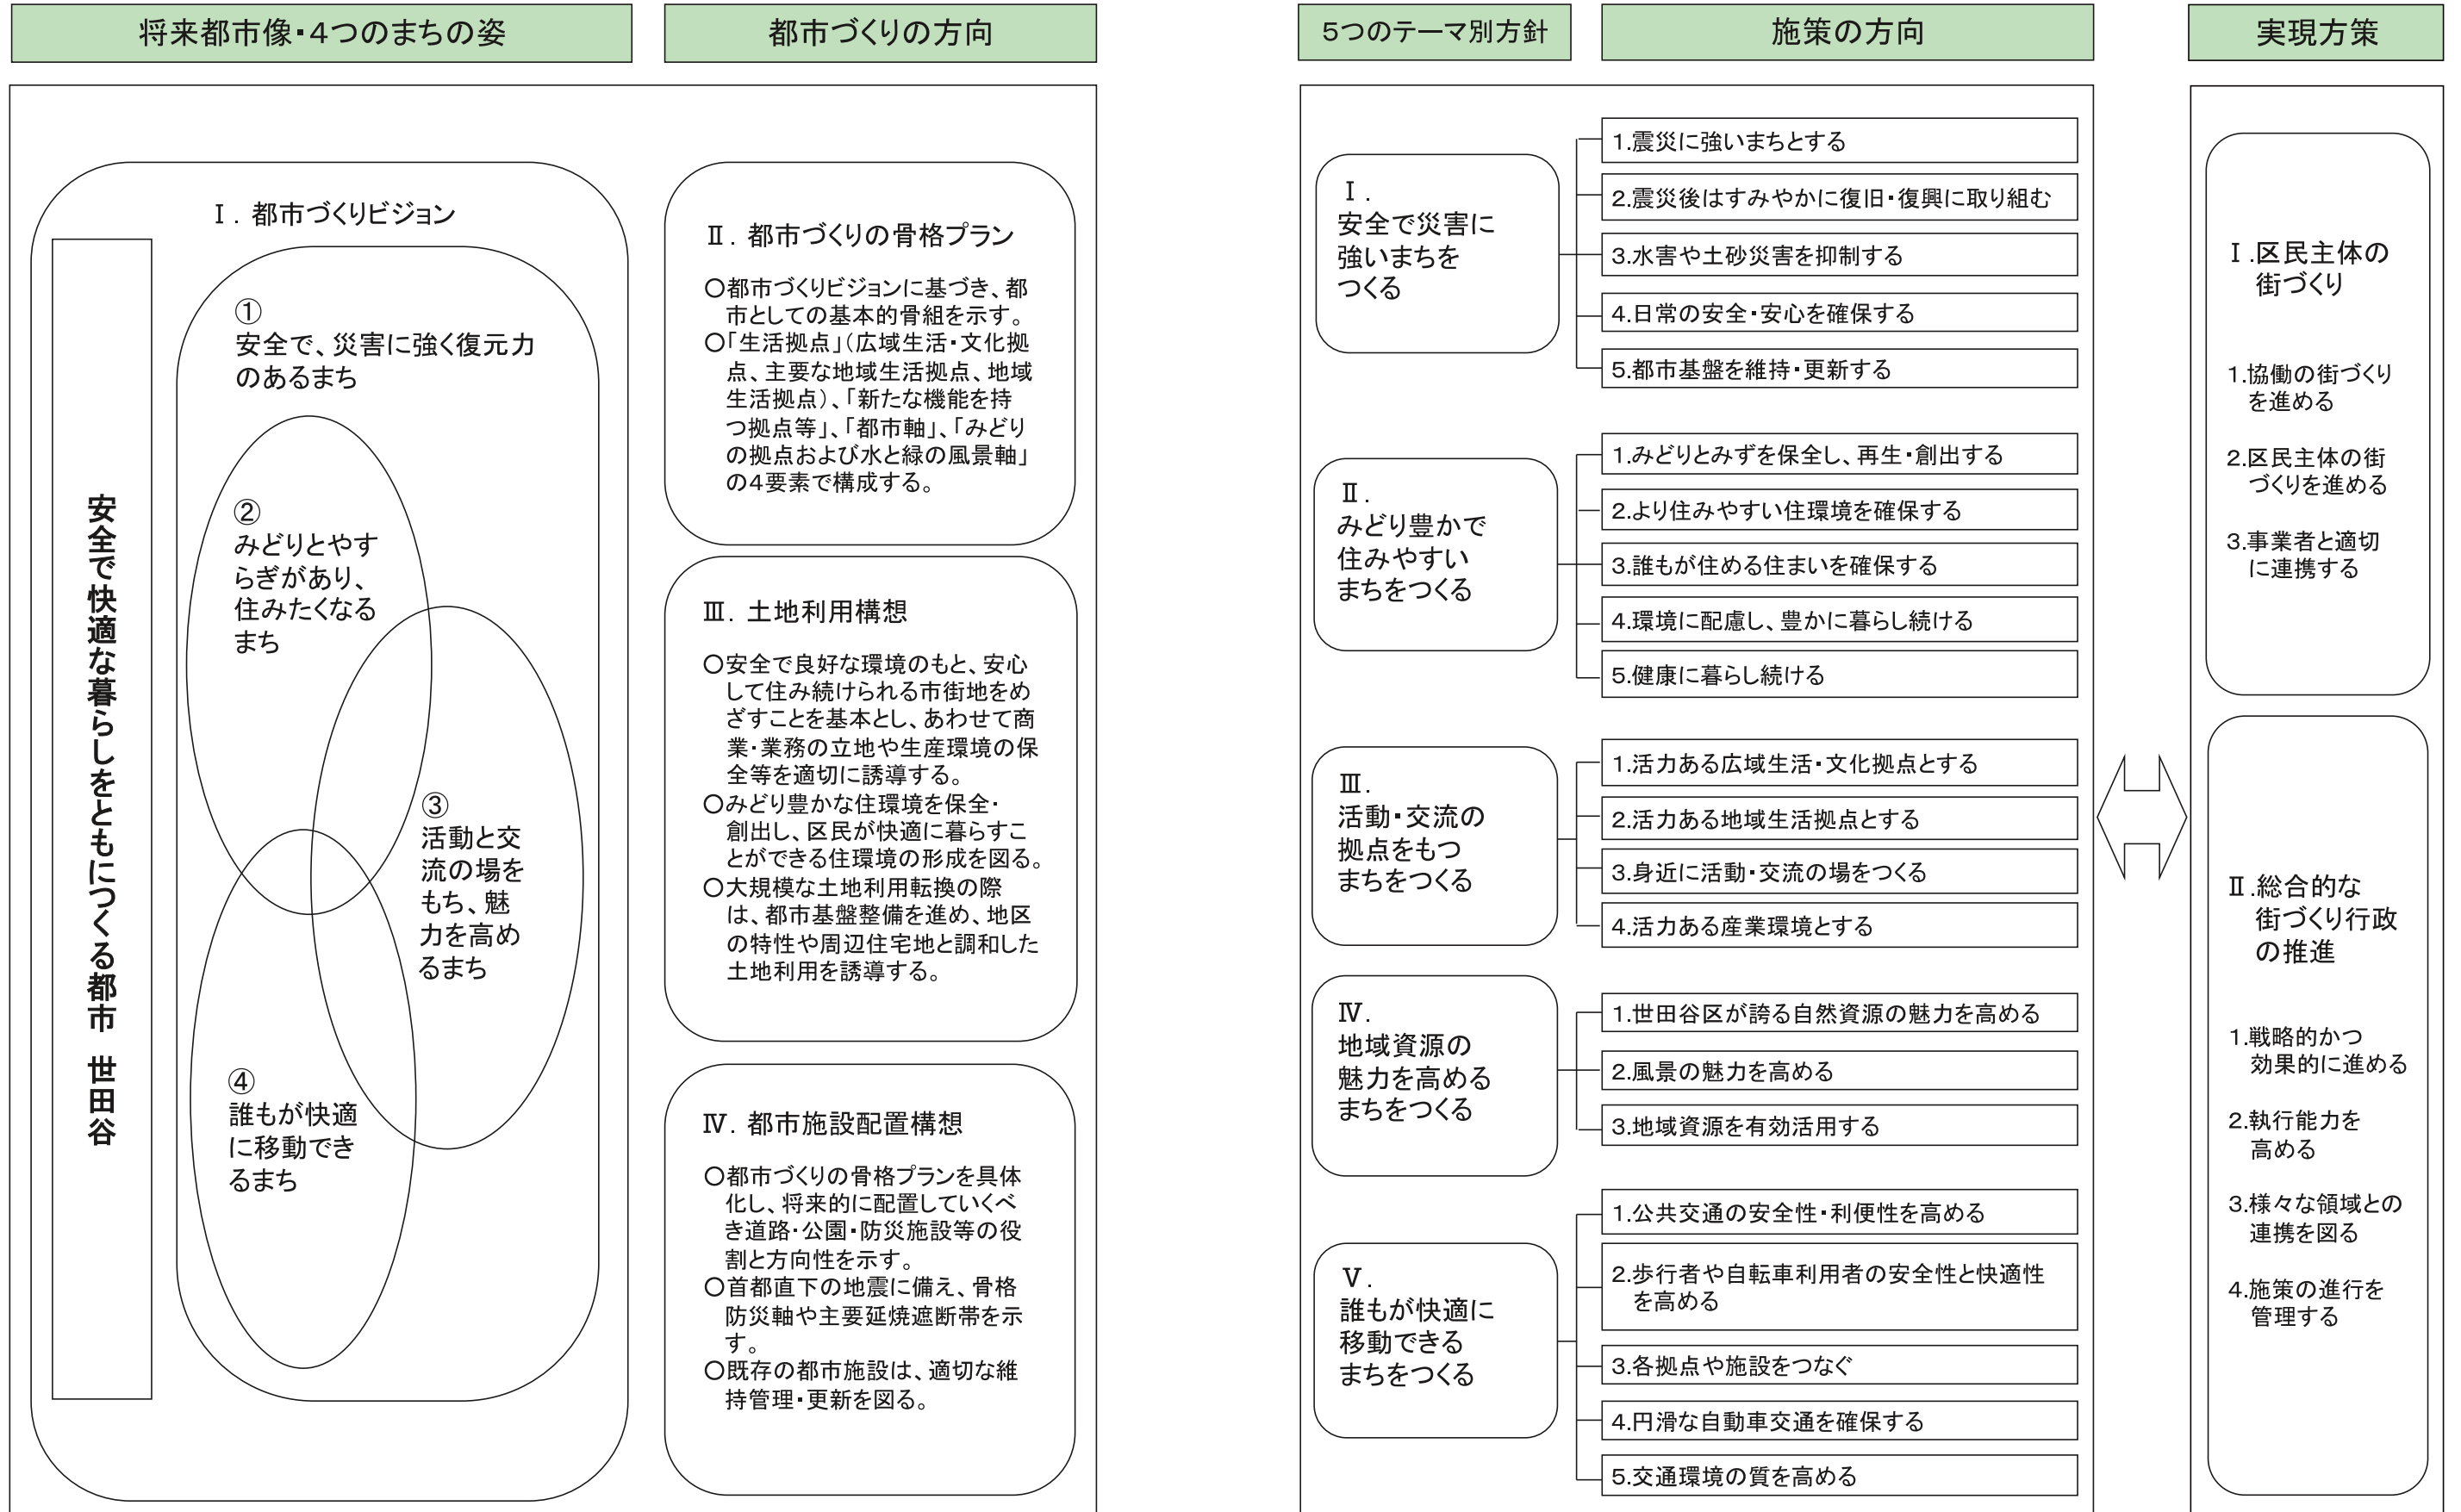 将来都市像・4つのまちの姿
都市づくりの方向
5つのテーマ別方針
施策の方向
実現方策
Ⅰ. 都市づくりビジョン
安全で快適な暮らしをともにつくる都市 世田谷
①
安全で、災害に強く復元力
のあるまち
②
みどりとやす
らぎがあり、
住みたくなる
まち
③
活動と交
流の場を
もち、魅
力を高め
るまち
④
誰もが快適
に移動でき
るまち
Ⅱ. 都市づくりの骨格プラン
○都市づくりビジョンに基づき、都
市としての基本的骨組を示す。
○「生活拠点」(広域生活・文化拠
点、主要な地域生活拠点、地域
生活拠点)、「新たな機能を持
つ拠点等」、「都市軸」、「みどり
の拠点および水と緑の風景軸」
の4要素で構成する。
Ⅲ. 土地利用構想
○安全で良好な環境のもと、安心
して住み続けられる市街地をめ
ざすことを基本とし、あわせて商
業・業務の立地や生産環境の保
全等を適切に誘導する。
○みどり豊かな住環境を保全・
創出し、区民が快適に暮らすこ
とができる住環境の形成を図る。
○大規模な土地利用転換の際
は、都市基盤整備を進め、地区
の特性や周辺住宅地と調和した
土地利用を誘導する。
Ⅳ. 都市施設配置構想
○都市づくりの骨格プランを具体
化し、将来的に配置していくべ
き道路・公園・防災施設等の役
割と方向性を示す。
○首都直下の地震に備え、骨格
防災軸や主要延焼遮断帯を示
す。
○既存の都市施設は、適切な維
持管理・更新を図る。
Ⅰ.
安全で災害に
強いまちを
つくる
1.震災に強いまちとする
2.震災後はすみやかに復旧・復興に取り組む
3.水害や土砂災害を抑制する
4.日常の安全・安心を確保する
5.都市基盤を維持・更新する
Ⅱ.
みどり豊かで
住みやすい
まちをつくる
1.みどりとみずを保全し、再生・創出する
2.より住みやすい住環境を確保する
3.誰もが住める住まいを確保する
4.環境に配慮し、豊かに暮らし続ける
5.健康に暮らし続ける
Ⅲ.
活動・交流の
拠点をもつ
まちをつくる
1.活力ある広域生活・文化拠点とする
2.活力ある地域生活拠点とする
3.身近に活動・交流の場をつくる
4.活力ある産業環境とする
Ⅳ.
地域資源の
魅力を高める
まちをつくる
1.世田谷区が誇る自然資源の魅力を高める
2.風景の魅力を高める
3.地域資源を有効活用する
Ⅴ.
誰もが快適に
移動できる
まちをつくる
1.公共交通の安全性・利便性を高める
2.歩行者や自転車利用者の安全性と快適性
を高める
3.各拠点や施設をつなぐ
4.円滑な自動車交通を確保する
5.交通環境の質を高める
Ⅰ.区民主体の
街づくり
1.協働の街づくり
を進める
2.区民主体の街
づくりを進める
3.事業者と適切
に連携する
Ⅱ.総合的な
街づくり行政
の推進
1.戦略的かつ
効果的に進める
2.執行能力を
高める
3.様々な領域との
連携を図る
4.施策の進行を
管理する